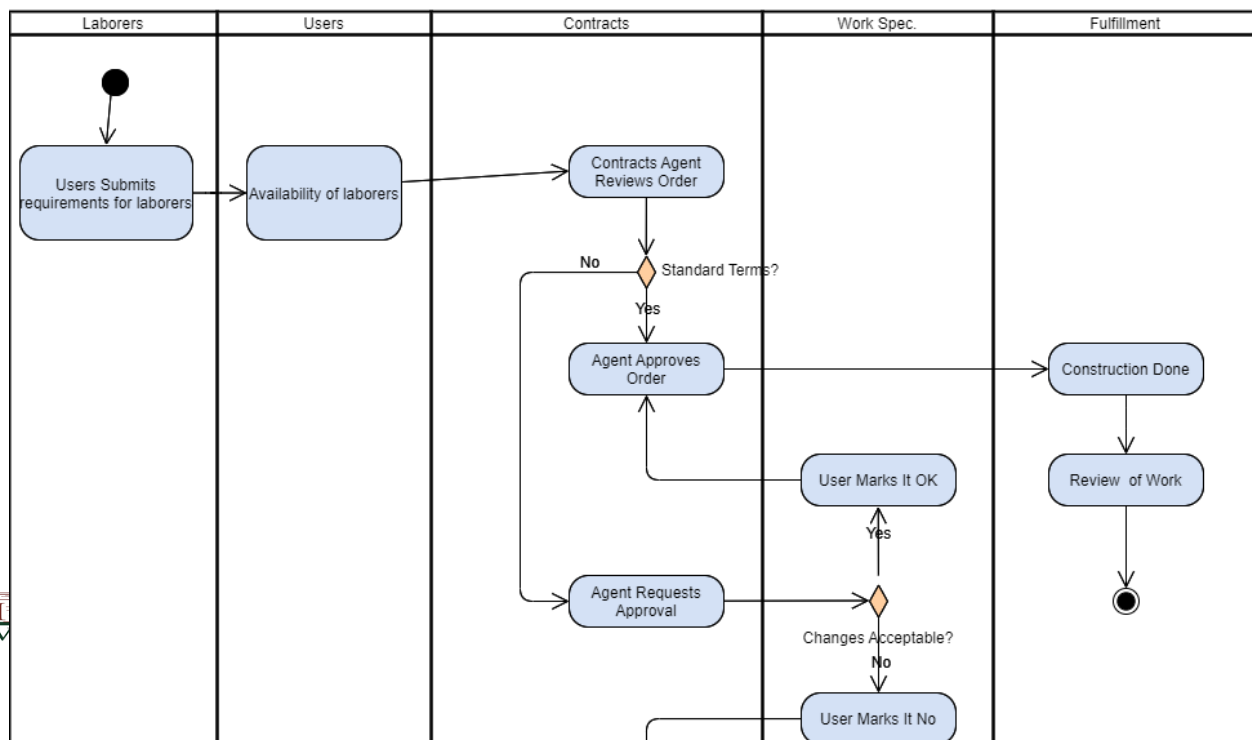 Laborers
Users
Contracts
Work Spec.
Fulfillment
Users Submits
requirements for laborers
Availability of laborers
Contracts Agent
Reviews Order
No
Standard Terms?
Yes
Agent Approves
Order
Construction Done
User Marks It OK
Review of Work
Yes
Agent Requests
Approval
Changes Acceptable?
No
User Marks It No